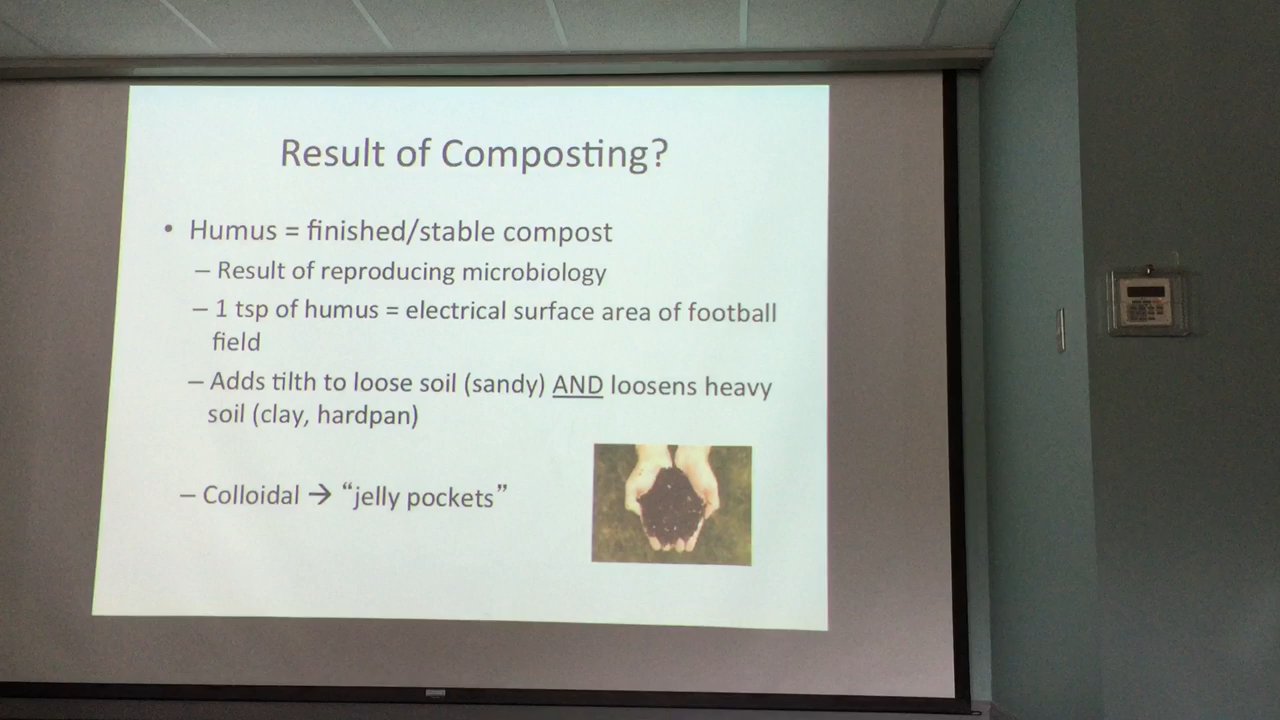 Result of Composting?
• Humus = finished/stable compost
– Result of reproducing microbiology
– 1 tsp of humus = electrical surface area of football
field
– Adds tilth to loose soil (sandy) AND loosens heavy
soil (clay, hardpan)
– Colloidal → “jelly pockets”